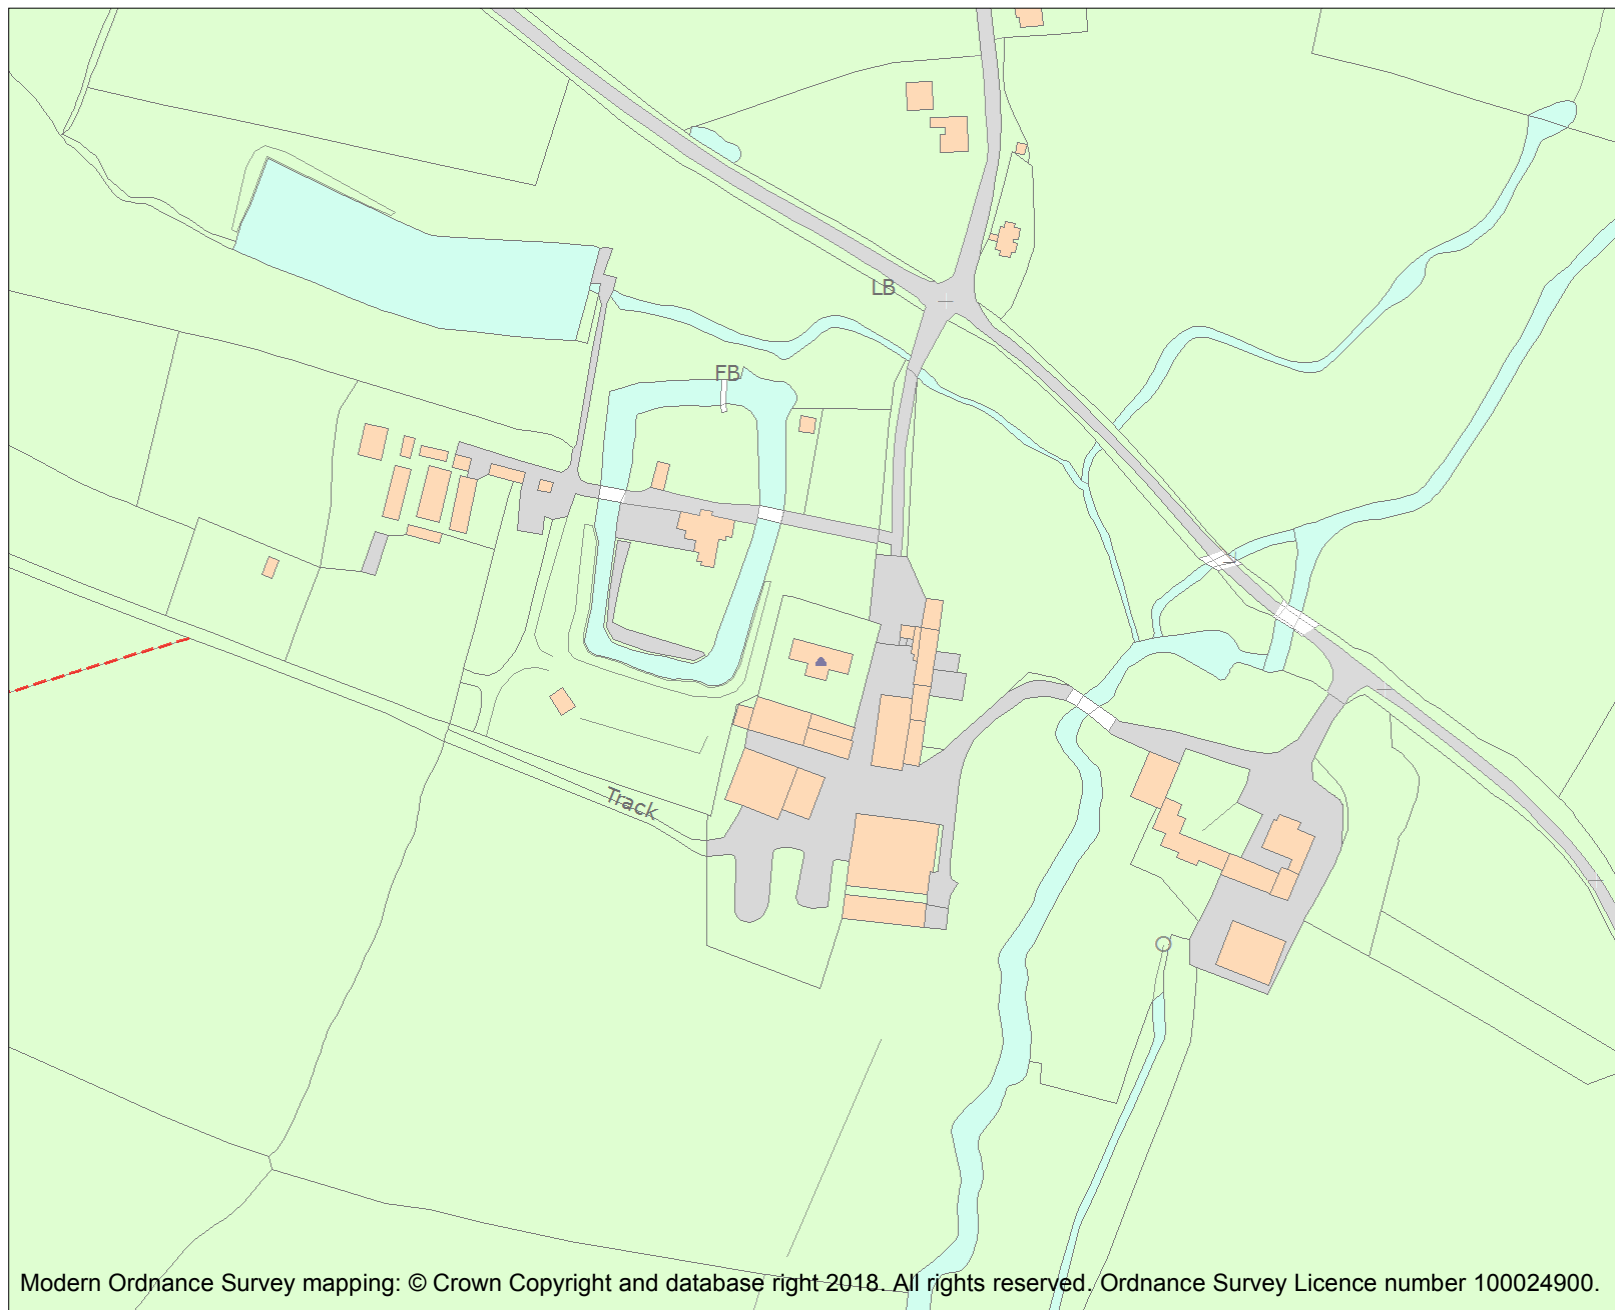 LB
FB
Track
Modern Ordnance Survey mapping: © Crown Copyright and database right 2018. All rights reserved. Ordnance Survey Licence number 100024900.